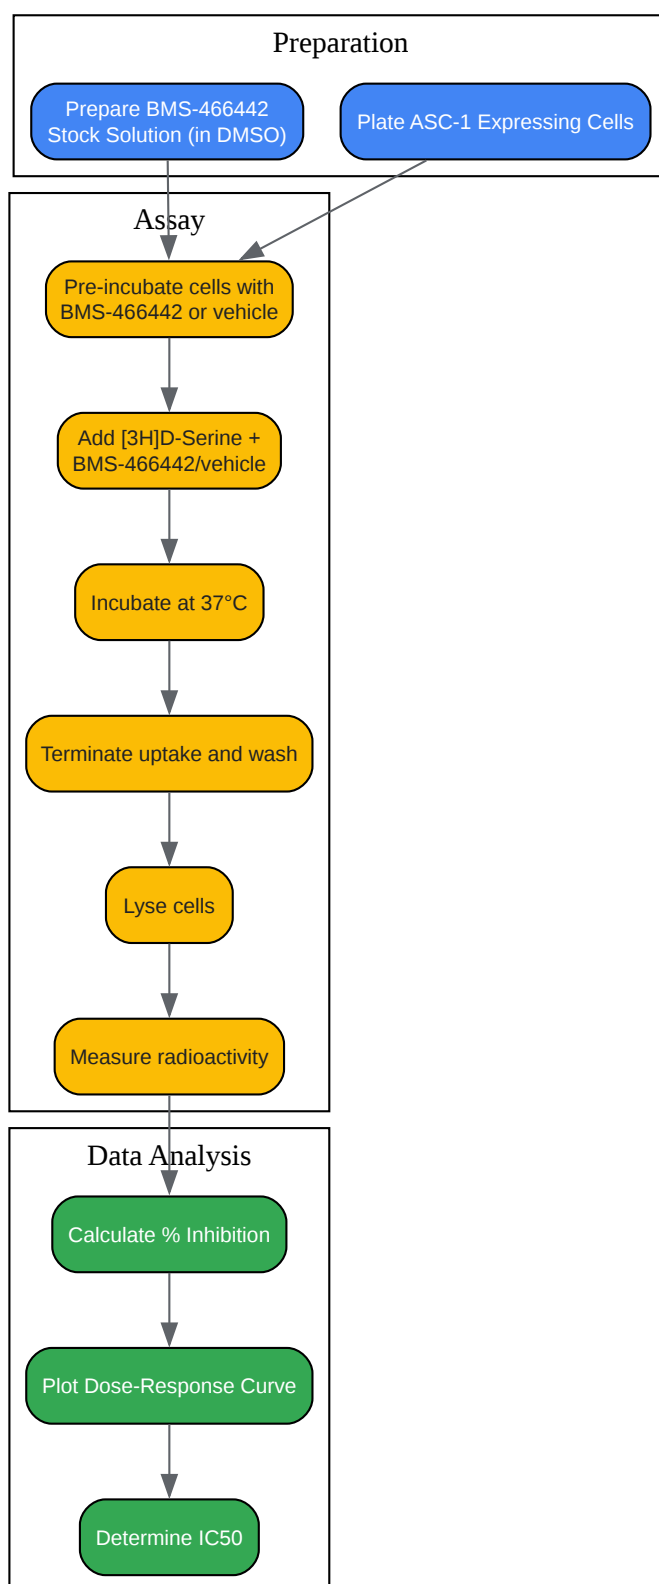 Preparation
Prepare BMS-466442
Stock Solution (in DMSO)
Plate ASC-1 Expressing Cells
Assay
Pre-incubate cells with
BMS-466442 or vehicle
Add [3H]D-Serine +
BMS-466442/vehicle
Incubate at 37°C
Terminate uptake and wash
Lyse cells
Measure radioactivity
Data Analysis
Calculate % Inhibition
Plot Dose-Response Curve
Determine IC50